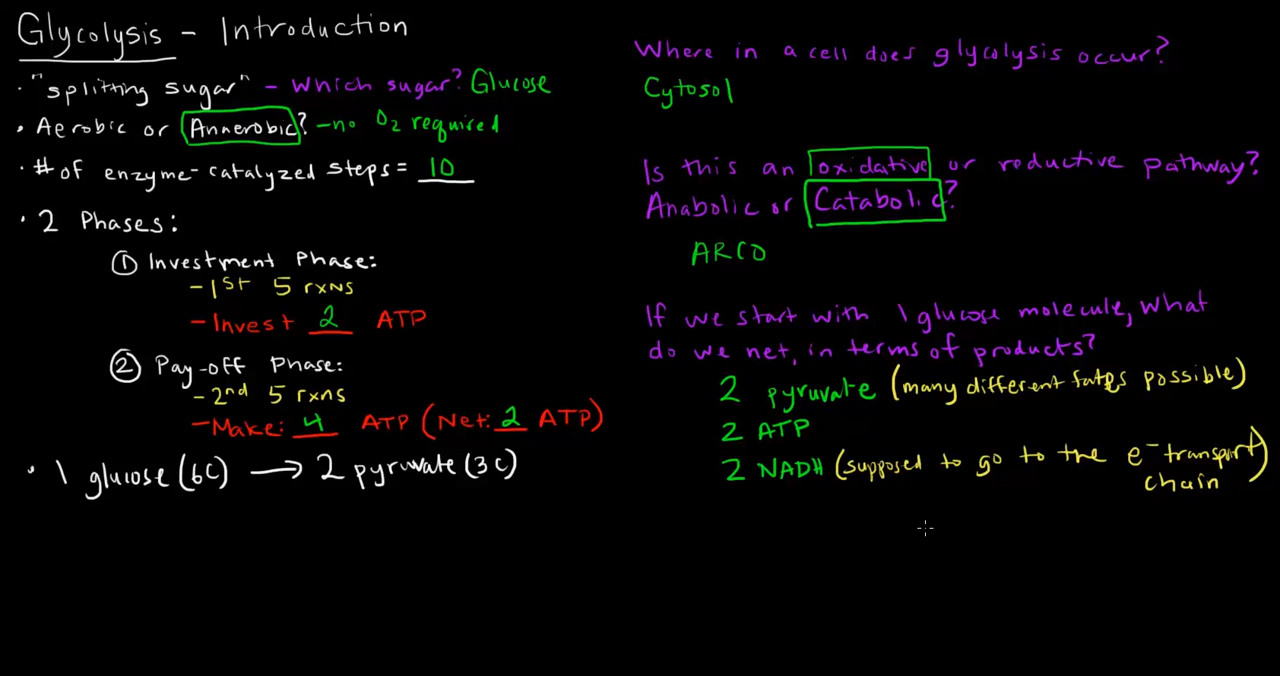 Glycolysis - Introduction
• "splitting sugar" - Which sugar? Glucose
• Aerobic or Anaerobic? - no O2 required
• # of enzyme-catalyzed steps = 10
• 2 Phases:
① Investment Phase:
- 1st 5 rxns
- Invest 2 ATP
② Pay-off Phase:
- 2nd 5 rxns
- Make: 4 ATP (Net: 2 ATP)
• 1 glucose (6C) → 2 pyruvate (3C)
Where in a cell does glycolysis occur?
Cytosol
Is this an oxidative or reductive pathway?
Anabolic or Catabolic?
ARCO
If we start with 1 glucose molecule, what
do we net, in terms of products?
2 pyruvate (many different fates possible)
2 ATP
2 NADH (supposed to go to the e- transport
chain)